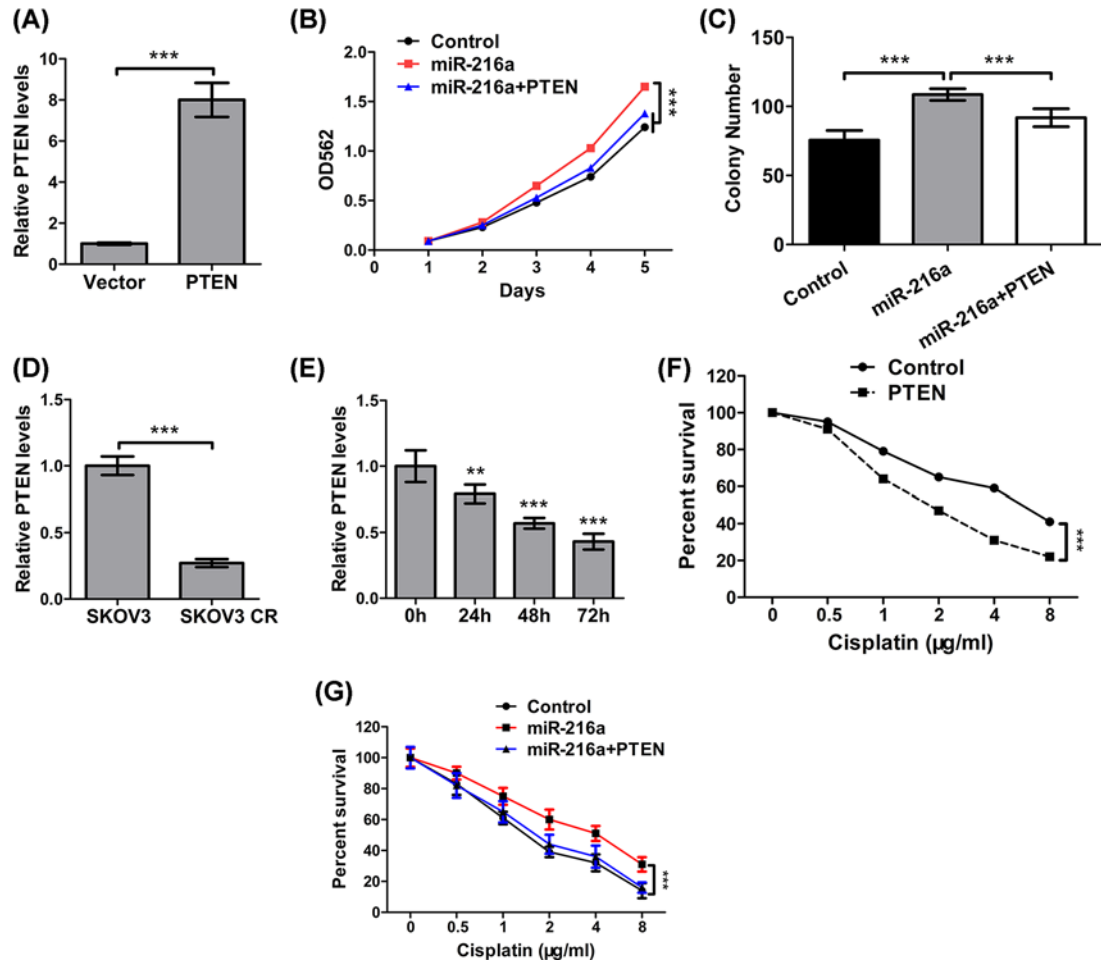 (A)
***
Relative PTEN levels
10
8
6
4
2
0
Vector PTEN
(B)
Control
miR-216a
miR-216a+PTEN
OD562
2.0
1.5
1.0
0.5
0.0
0 1 2 3 4 5
Days
***
(C)
*** ***
Colony Number
150
100
50
0
Control
miR-216a
miR-216a+PTEN
(D)
***
Relative PTEN levels
1.5
1.0
0.5
0.0
SKOV3 SKOV3 CR
(E)
Relative PTEN levels
1.5
1.0
0.5
0.0
**
***
***
0h 24h 48h 72h
(F)
Control
PTEN
Percent survival
120
100
80
60
40
20
0
0 0.5 1 2 4 8
Cisplatin (µg/ml)
***
(G)
Control
miR-216a
miR-216a+PTEN
Percent survival
120
100
80
60
40
20
0
0 0.5 1 2 4 8
Cisplatin (µg/ml)
***